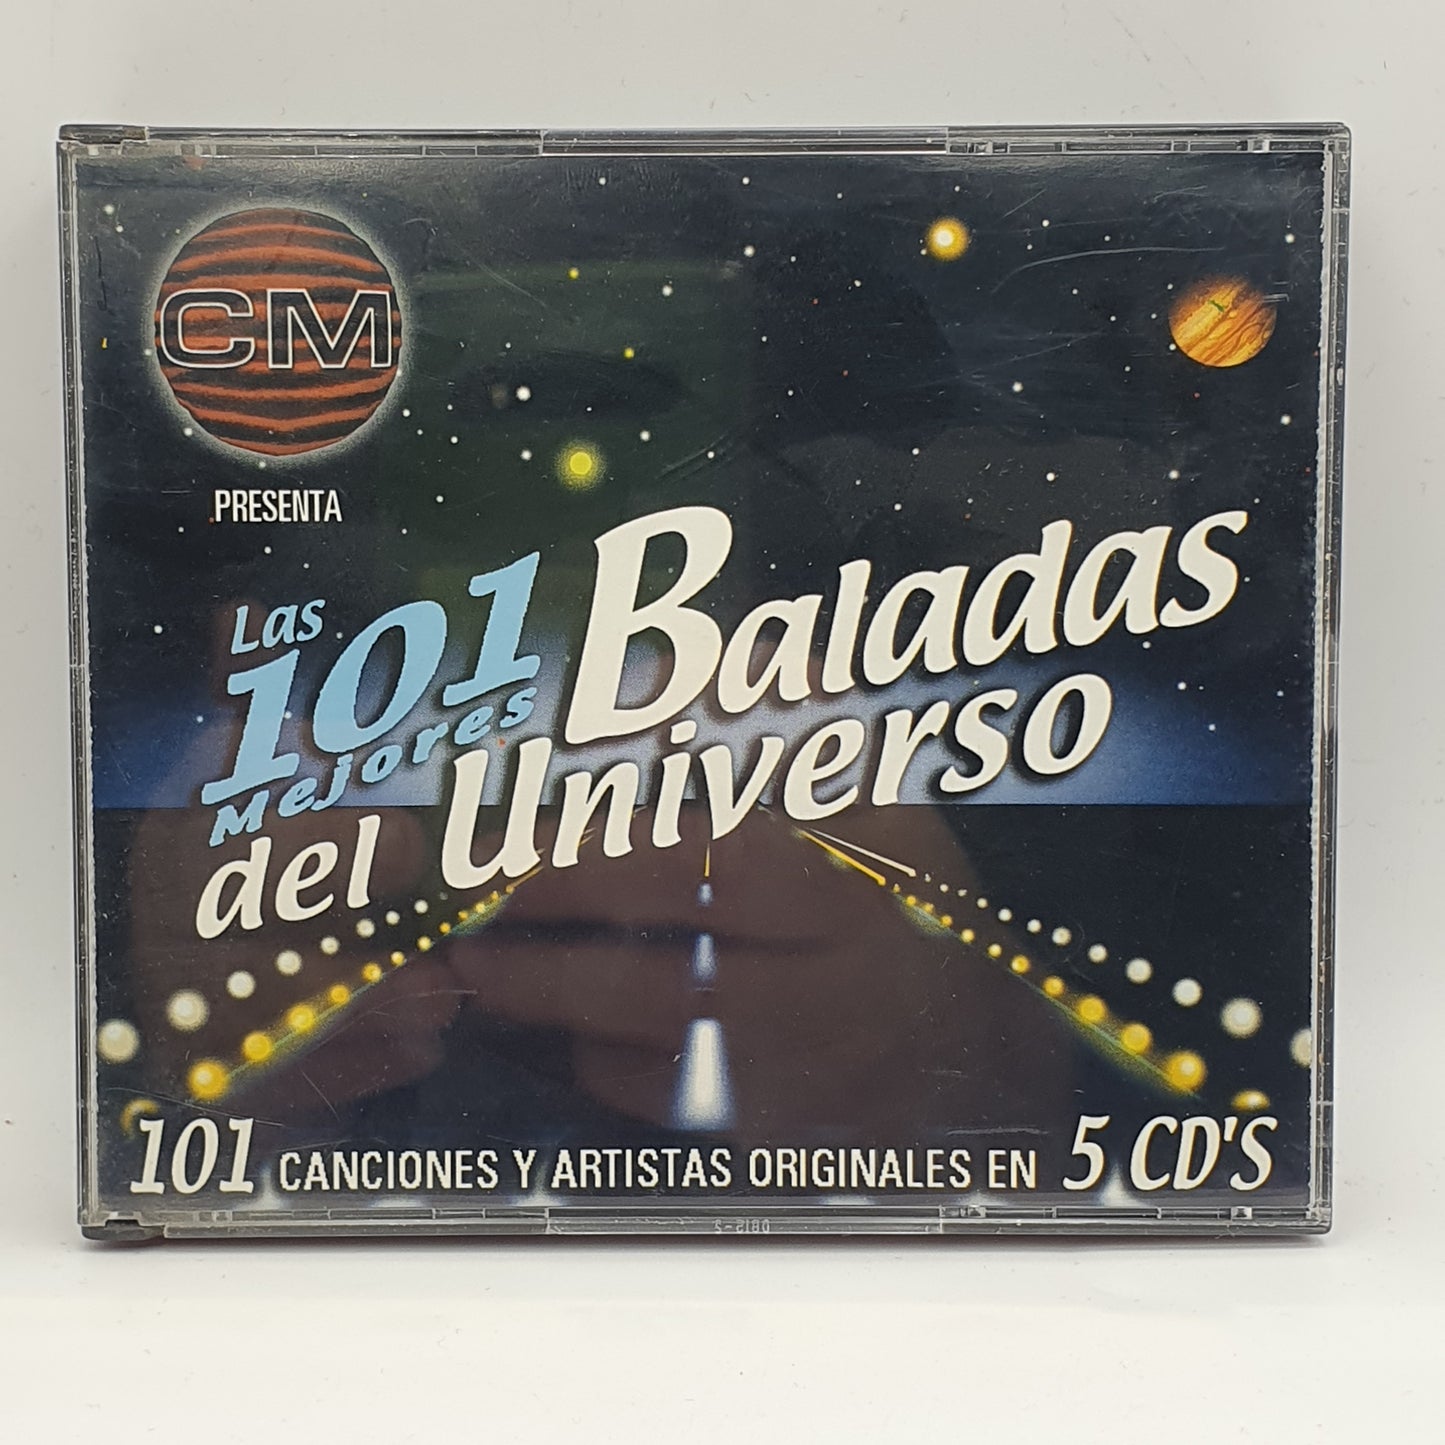 CM
PRESENTA
Las
101
Mejores
Baladas
del Universo
101 CANCIONES Y ARTISTAS ORIGINALES EN 5 CD'S